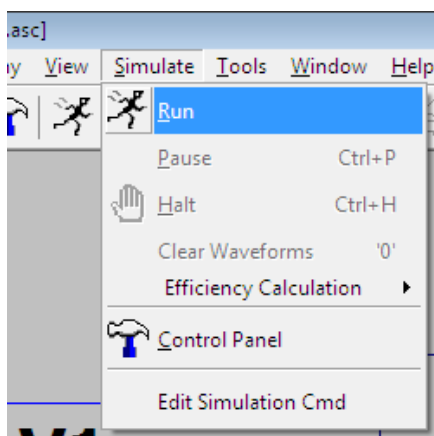 .asc]
View Simulate Tools Window Help
Run
Pause Ctrl+P
Halt Ctrl+H
Clear Waveforms '0'
Efficiency Calculation
Control Panel
Edit Simulation Cmd